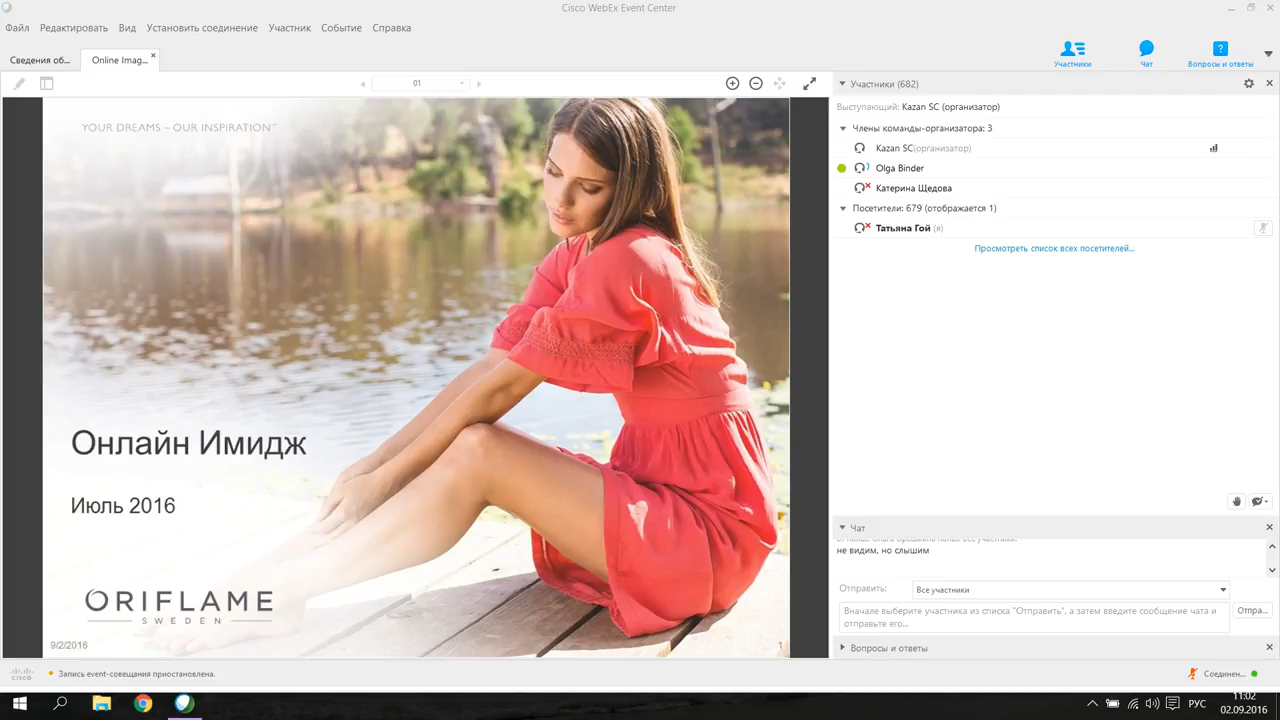 Cisco WebEx Event Center
Файл Редактировать Вид Установить соединение Участник Событие Справка
Сведения об... Online Imag...
Участники Чат Вопросы и ответы
01
Участники (682)
Выступающий: Kazan SC (организатор)
Члены команды-организатора: 3
Kazan SC(организатор)
Olga Binder
Катерина Щедова
Посетители: 679 (отображается 1)
Татьяна Гой (я)
Просмотреть список всех посетителей...
YOUR DREAMS – OUR INSPIRATION™
Онлайн Имидж
Июль 2016
ORIFLAME
SWEDEN
9/2/2016
1
Чат
не видим, но слышим
Отправить: Все участники
Вначале выберите участника из списка "Отправить", а затем введите сообщение чата и
отправьте его...
Отпра...
Вопросы и ответы
cisco
Запись event-совещания приостановлена.
Соединен...
РУС
11:02
02.09.2016